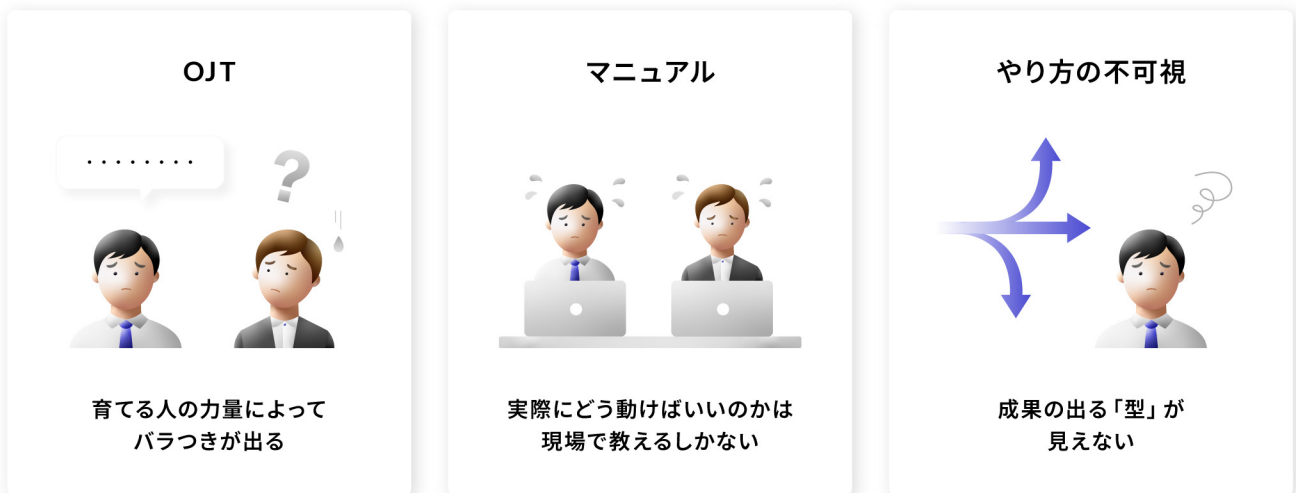 OJT
・・・・・・・・
?
育てる人の力量によって
バラつきが出る
マニュアル
実際にどう動けばいいのかは
現場で教えるしかない
やり方の不可視
成果の出る「型」が
見えない